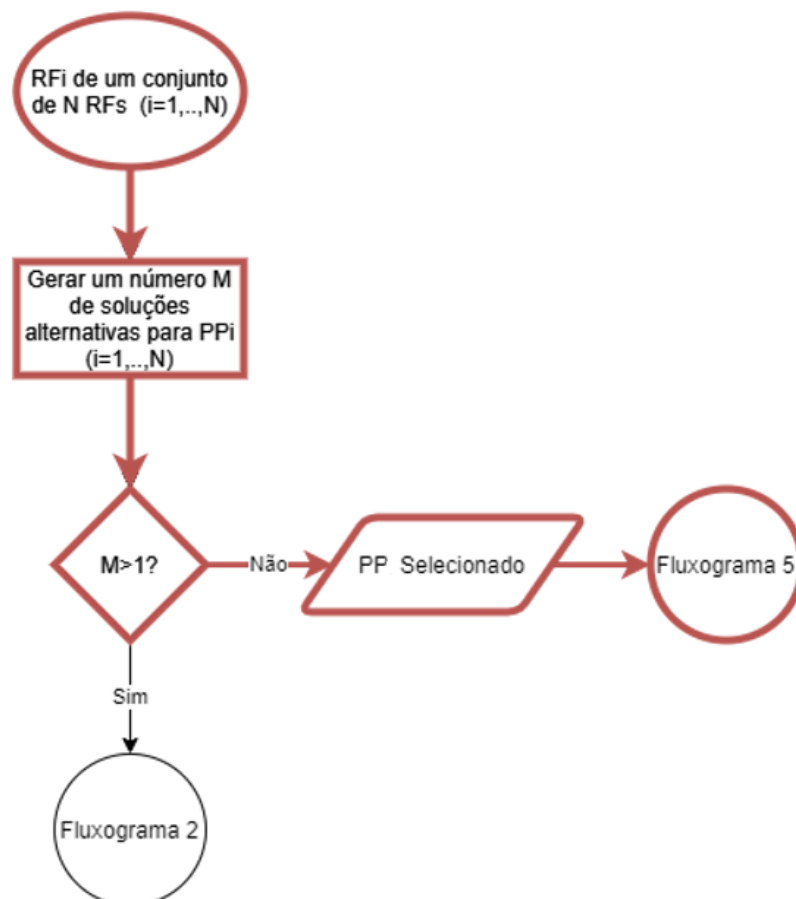 RFi de um conjunto
de N RFs (i=1,..,N)
Gerar um número M
de soluções
alternativas para PPi
(i=1,..,N)
M>1?
Não
PP Selecionado
Fluxograma 5
Sim
Fluxograma 2